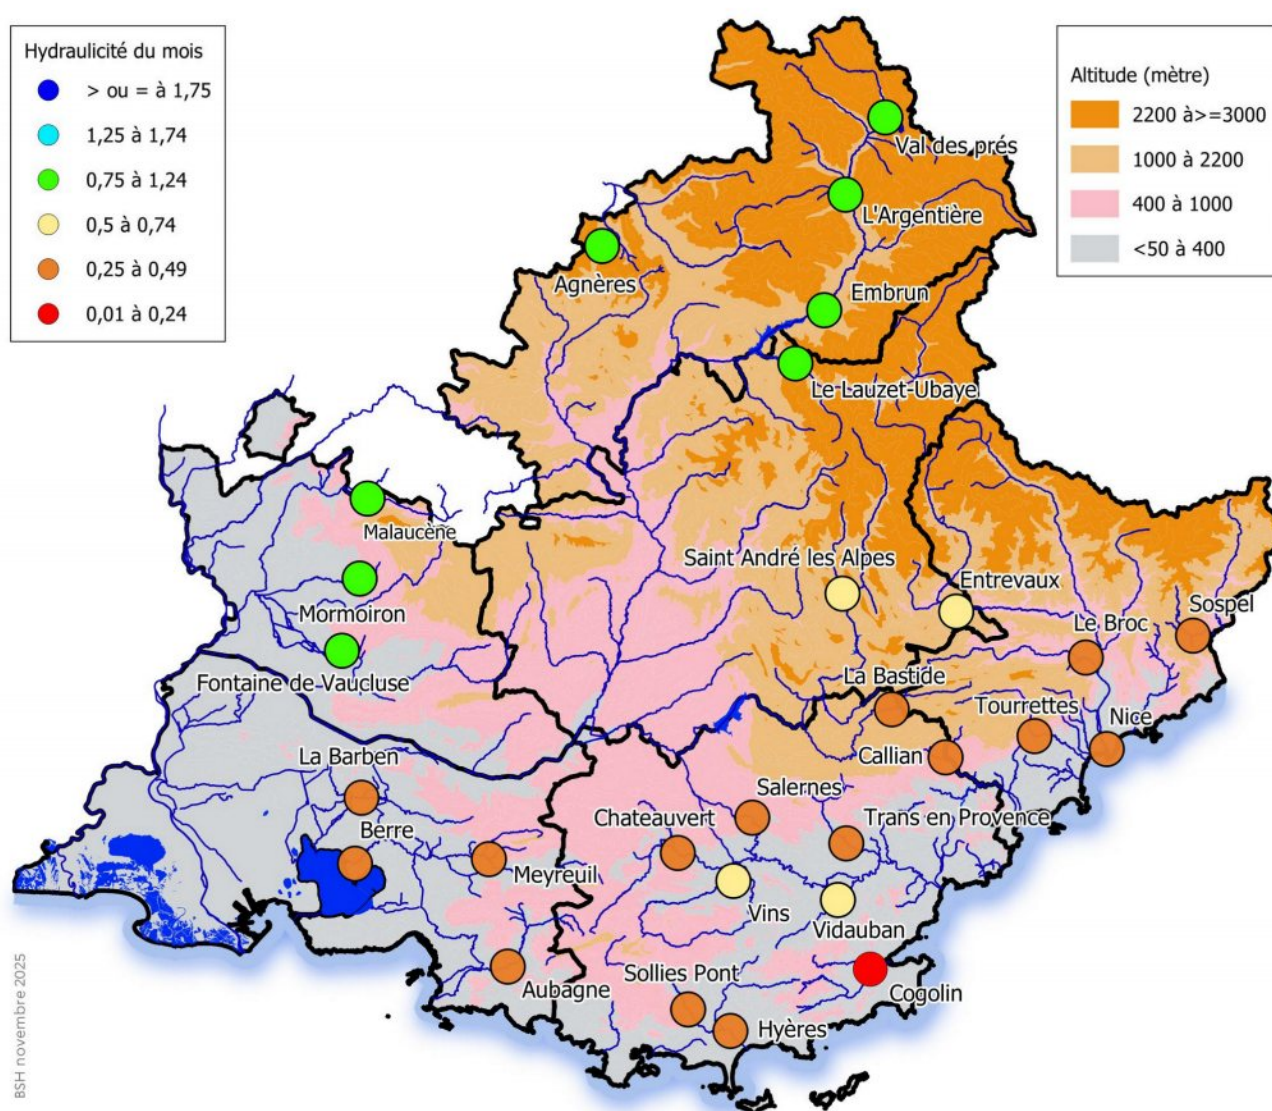 Hydraulicité du mois
> ou = à 1,75
1,25 à 1,74
0,75 à 1,24
0,5 à 0,74
0,25 à 0,49
0,01 à 0,24
Altitude (mètre)
2200 à>=3000
1000 à 2200
400 à 1000
<50 à 400
Val des prés
L'Argentière
Agnères
Embrun
Le Lauzet-Ubaye
Malaucène
Saint André les Alpes
Entrevaux
Mormoiron
Sospel
Le Broc
Fontaine de Vaucluse
La Bastide
Tourrettes
Nice
La Barben
Callian
Salernes
Chateauvert
Trans en Provence
Berre
Meyreuil
Vins
Vidauban
Sollies Pont
Aubagne
Cogolin
Hyères
BSH novembre 2025